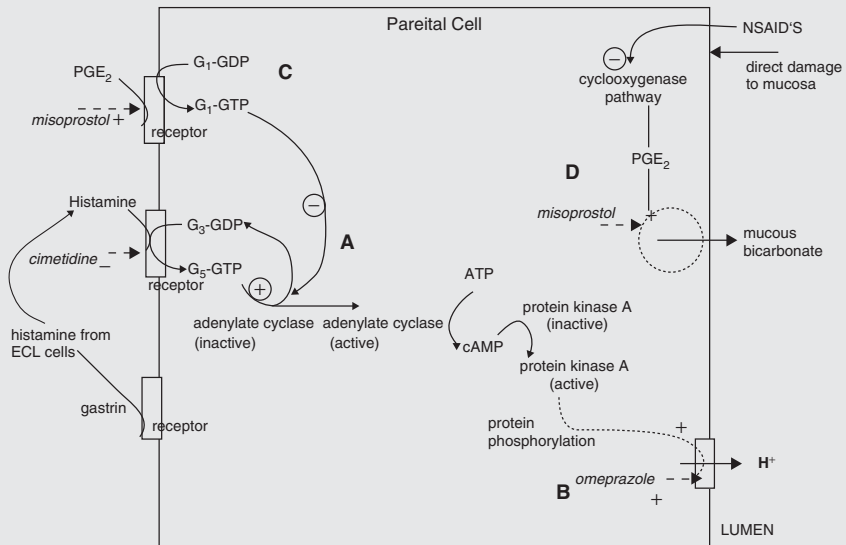 Pareital Cell
NSAID'S
direct damage
to mucosa
−
cyclooxygenase
pathway
PGE₂
D
misoprostol
+
mucous
bicarbonate
PGE₂
G₁-GDP
C
G₁-GTP
misoprostol +
receptor
−
A
Histamine
G₃-GDP
cimetidine −
G₅-GTP
receptor
+
adenylate cyclase
(inactive)
adenylate cyclase
(active)
ATP
cAMP
protein kinase A
(inactive)
protein kinase A
(active)
histamine from
ECL cells
gastrin
receptor
protein
phosphorylation
+
H⁺
B
omeprazole
+
LUMEN